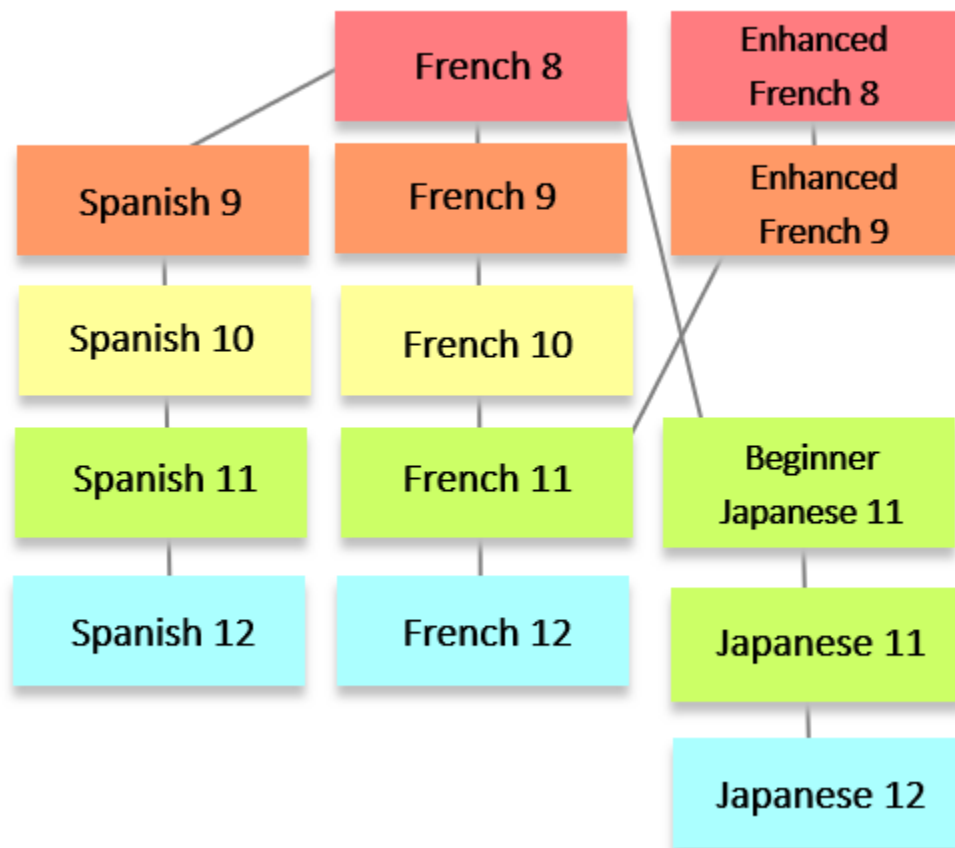 French 8
Enhanced
French 8
Spanish 9
French 9
Enhanced
French 9
Spanish 10
French 10
Spanish 11
French 11
Beginner
Japanese 11
Spanish 12
French 12
Japanese 11
Japanese 12